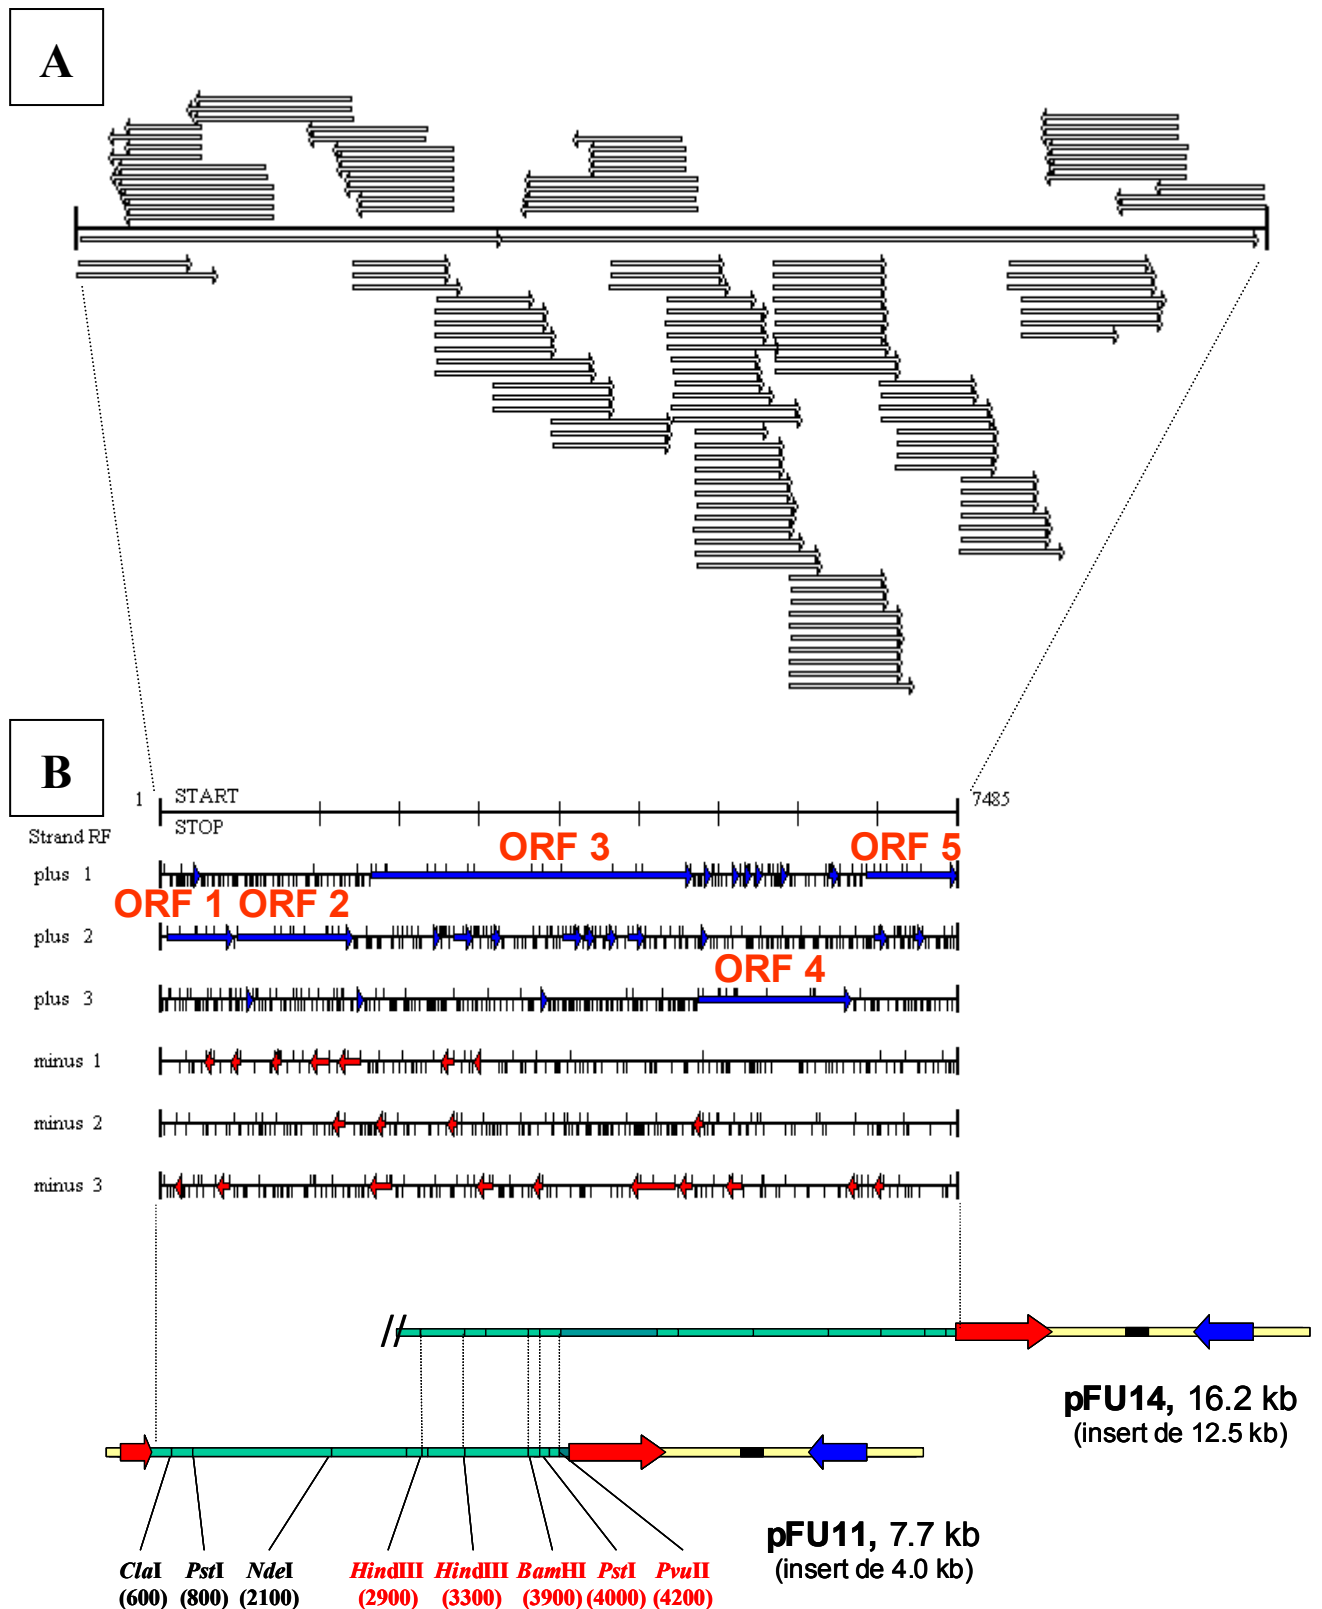 A
B
1
START
7485
STOP
Strand RF
ORF 3
ORF 5
plus 1
ORF 1
ORF 2
plus 2
ORF 4
plus 3
minus 1
minus 2
minus 3
pFU14, 16.2 kb
(insert de 12.5 kb)
pFU11, 7.7 kb
(insert de 4.0 kb)
ClaI PstI NdeI HindIII HindIII BamHI PstI PvuII
(600) (800) (2100) (2900) (3300) (3900) (4000) (4200)